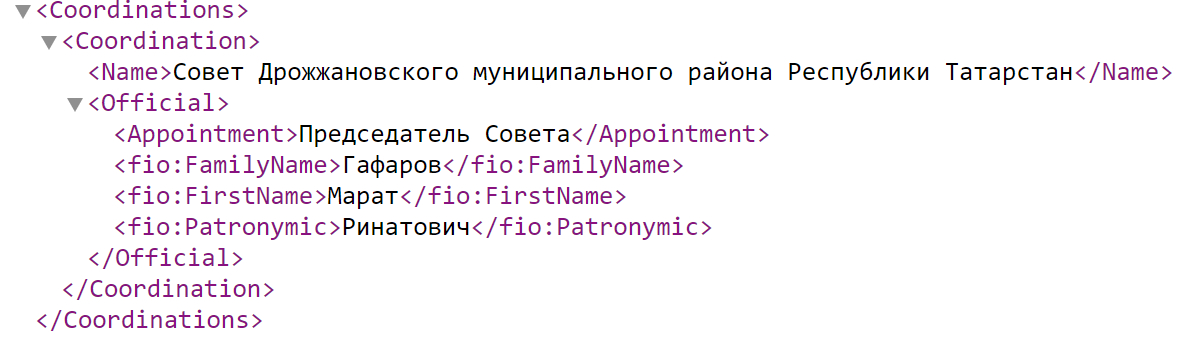 <Coordinations>
<Coordination>
<Name>Совет Дрожжановского муниципального района Республики Татарстан</Name>
<Official>
<Appointment>Председатель Совета</Appointment>
<fio:FamilyName>Гафаров</fio:FamilyName>
<fio:FirstName>Марат</fio:FirstName>
<fio:Patronymic>Ринатович</fio:Patronymic>
</Official>
</Coordination>
</Coordinations>